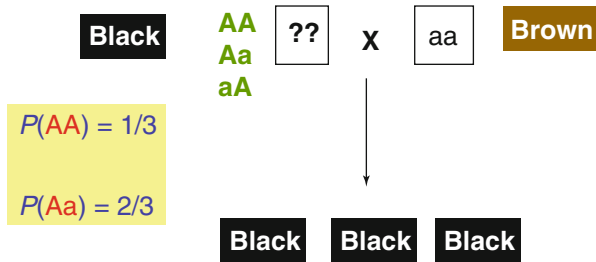 Black
AA
Aa
aA
??
X
aa
Brown
P(AA) = 1/3
P(Aa) = 2/3
Black Black Black